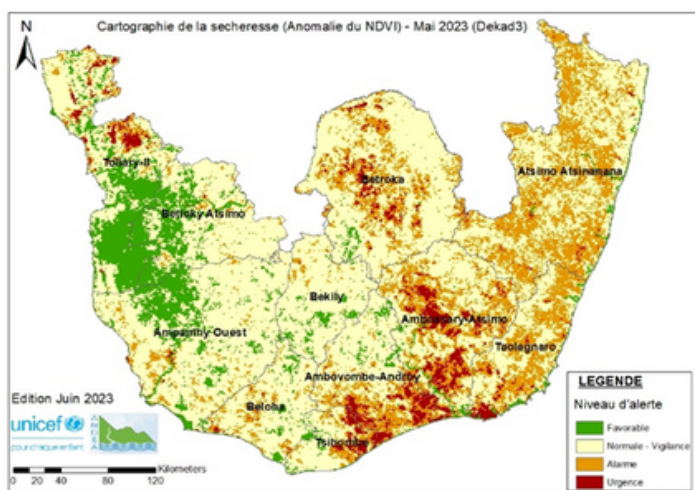 Cartographie de la secheresse (Anomalie du NDVI) - Mai 2023 (Dekad3)
N
Toliary-II
Betioky-Atsimo
Betroka
Atsimo Atsinanana
Bekily
Amboasary-Atsimo
Ampanihy-Ouest
Taolagnaro
Ambovombe-Androy
Beloha
Tsihombe
Edition Juin 2023
unicef
pour chaque enfant
Kilometers
0 20 40 80 120
LEGENDE
Niveau d'alerte
Favorable
Normale - Vigilance
Alarme
Urgence